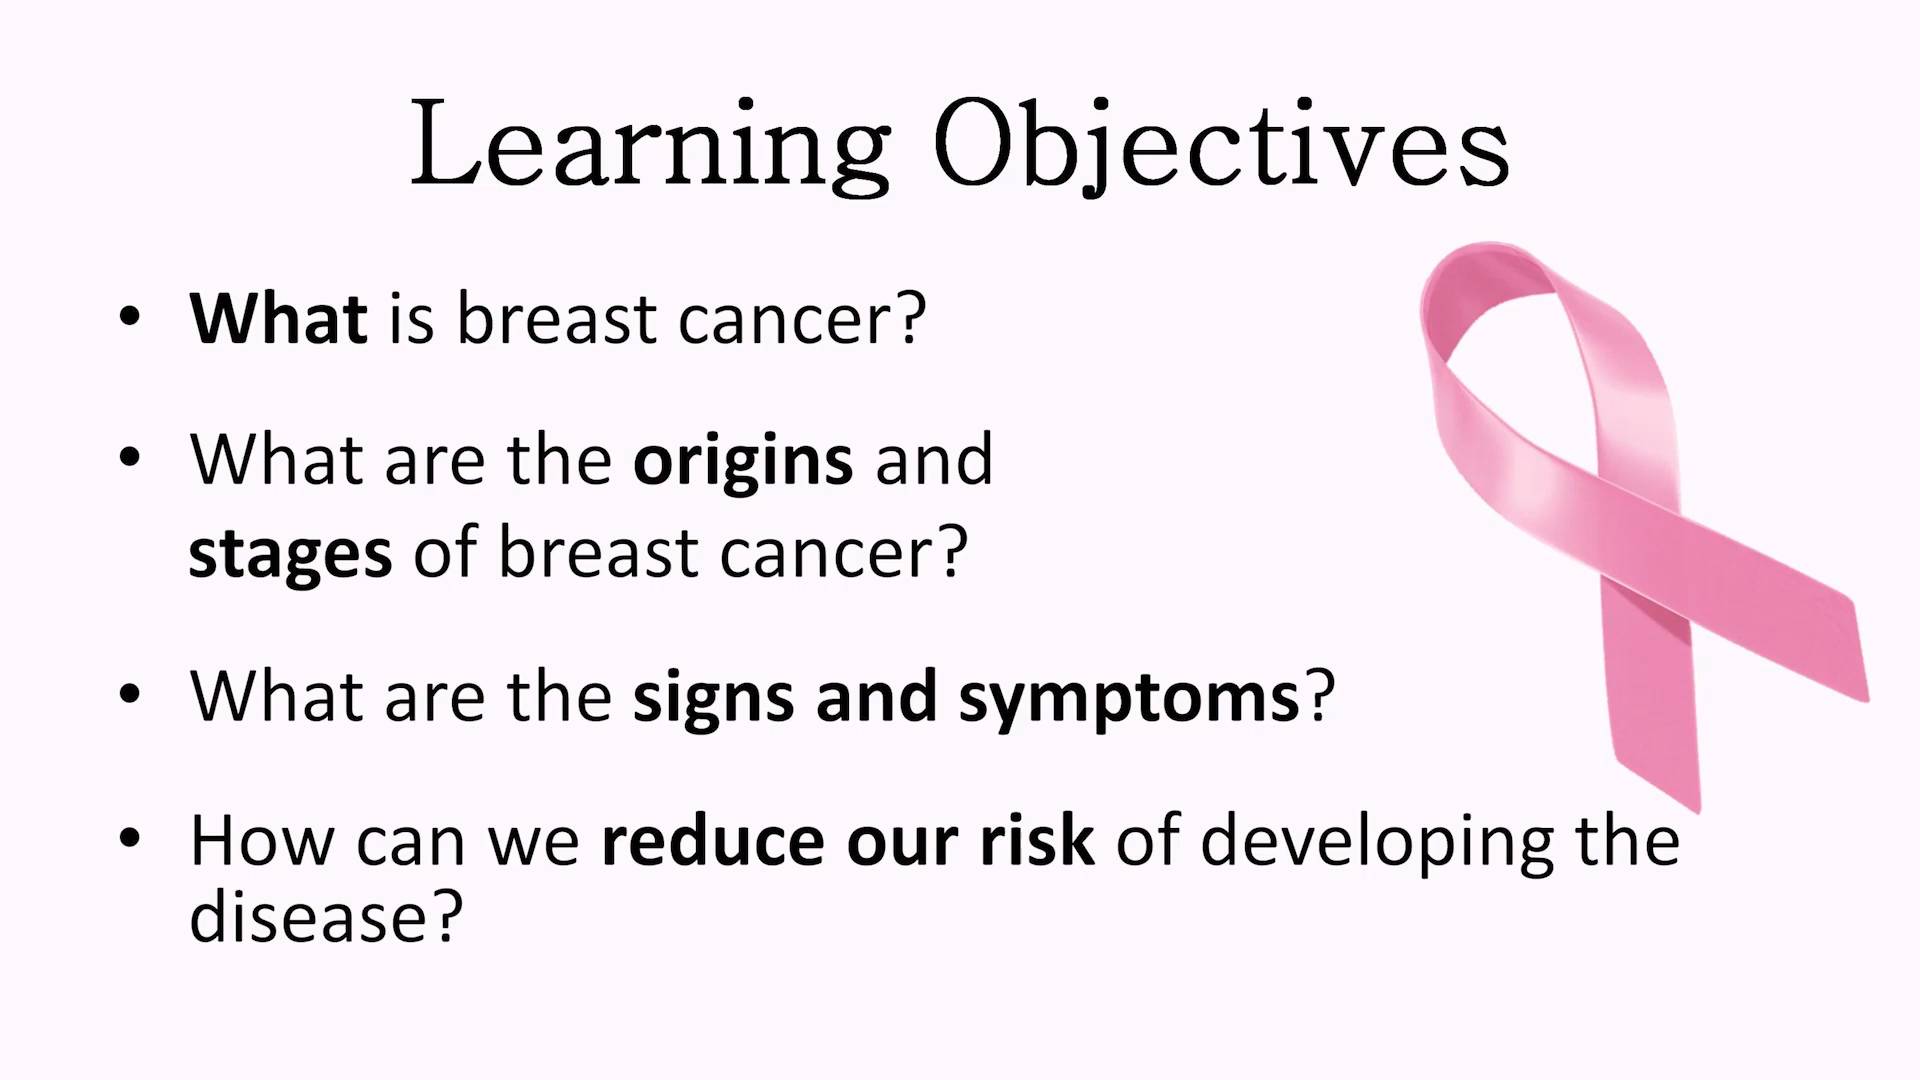 Learning Objectives
• What is breast cancer?
• What are the origins and
stages of breast cancer?
• What are the signs and symptoms?
• How can we reduce our risk of developing the
disease?